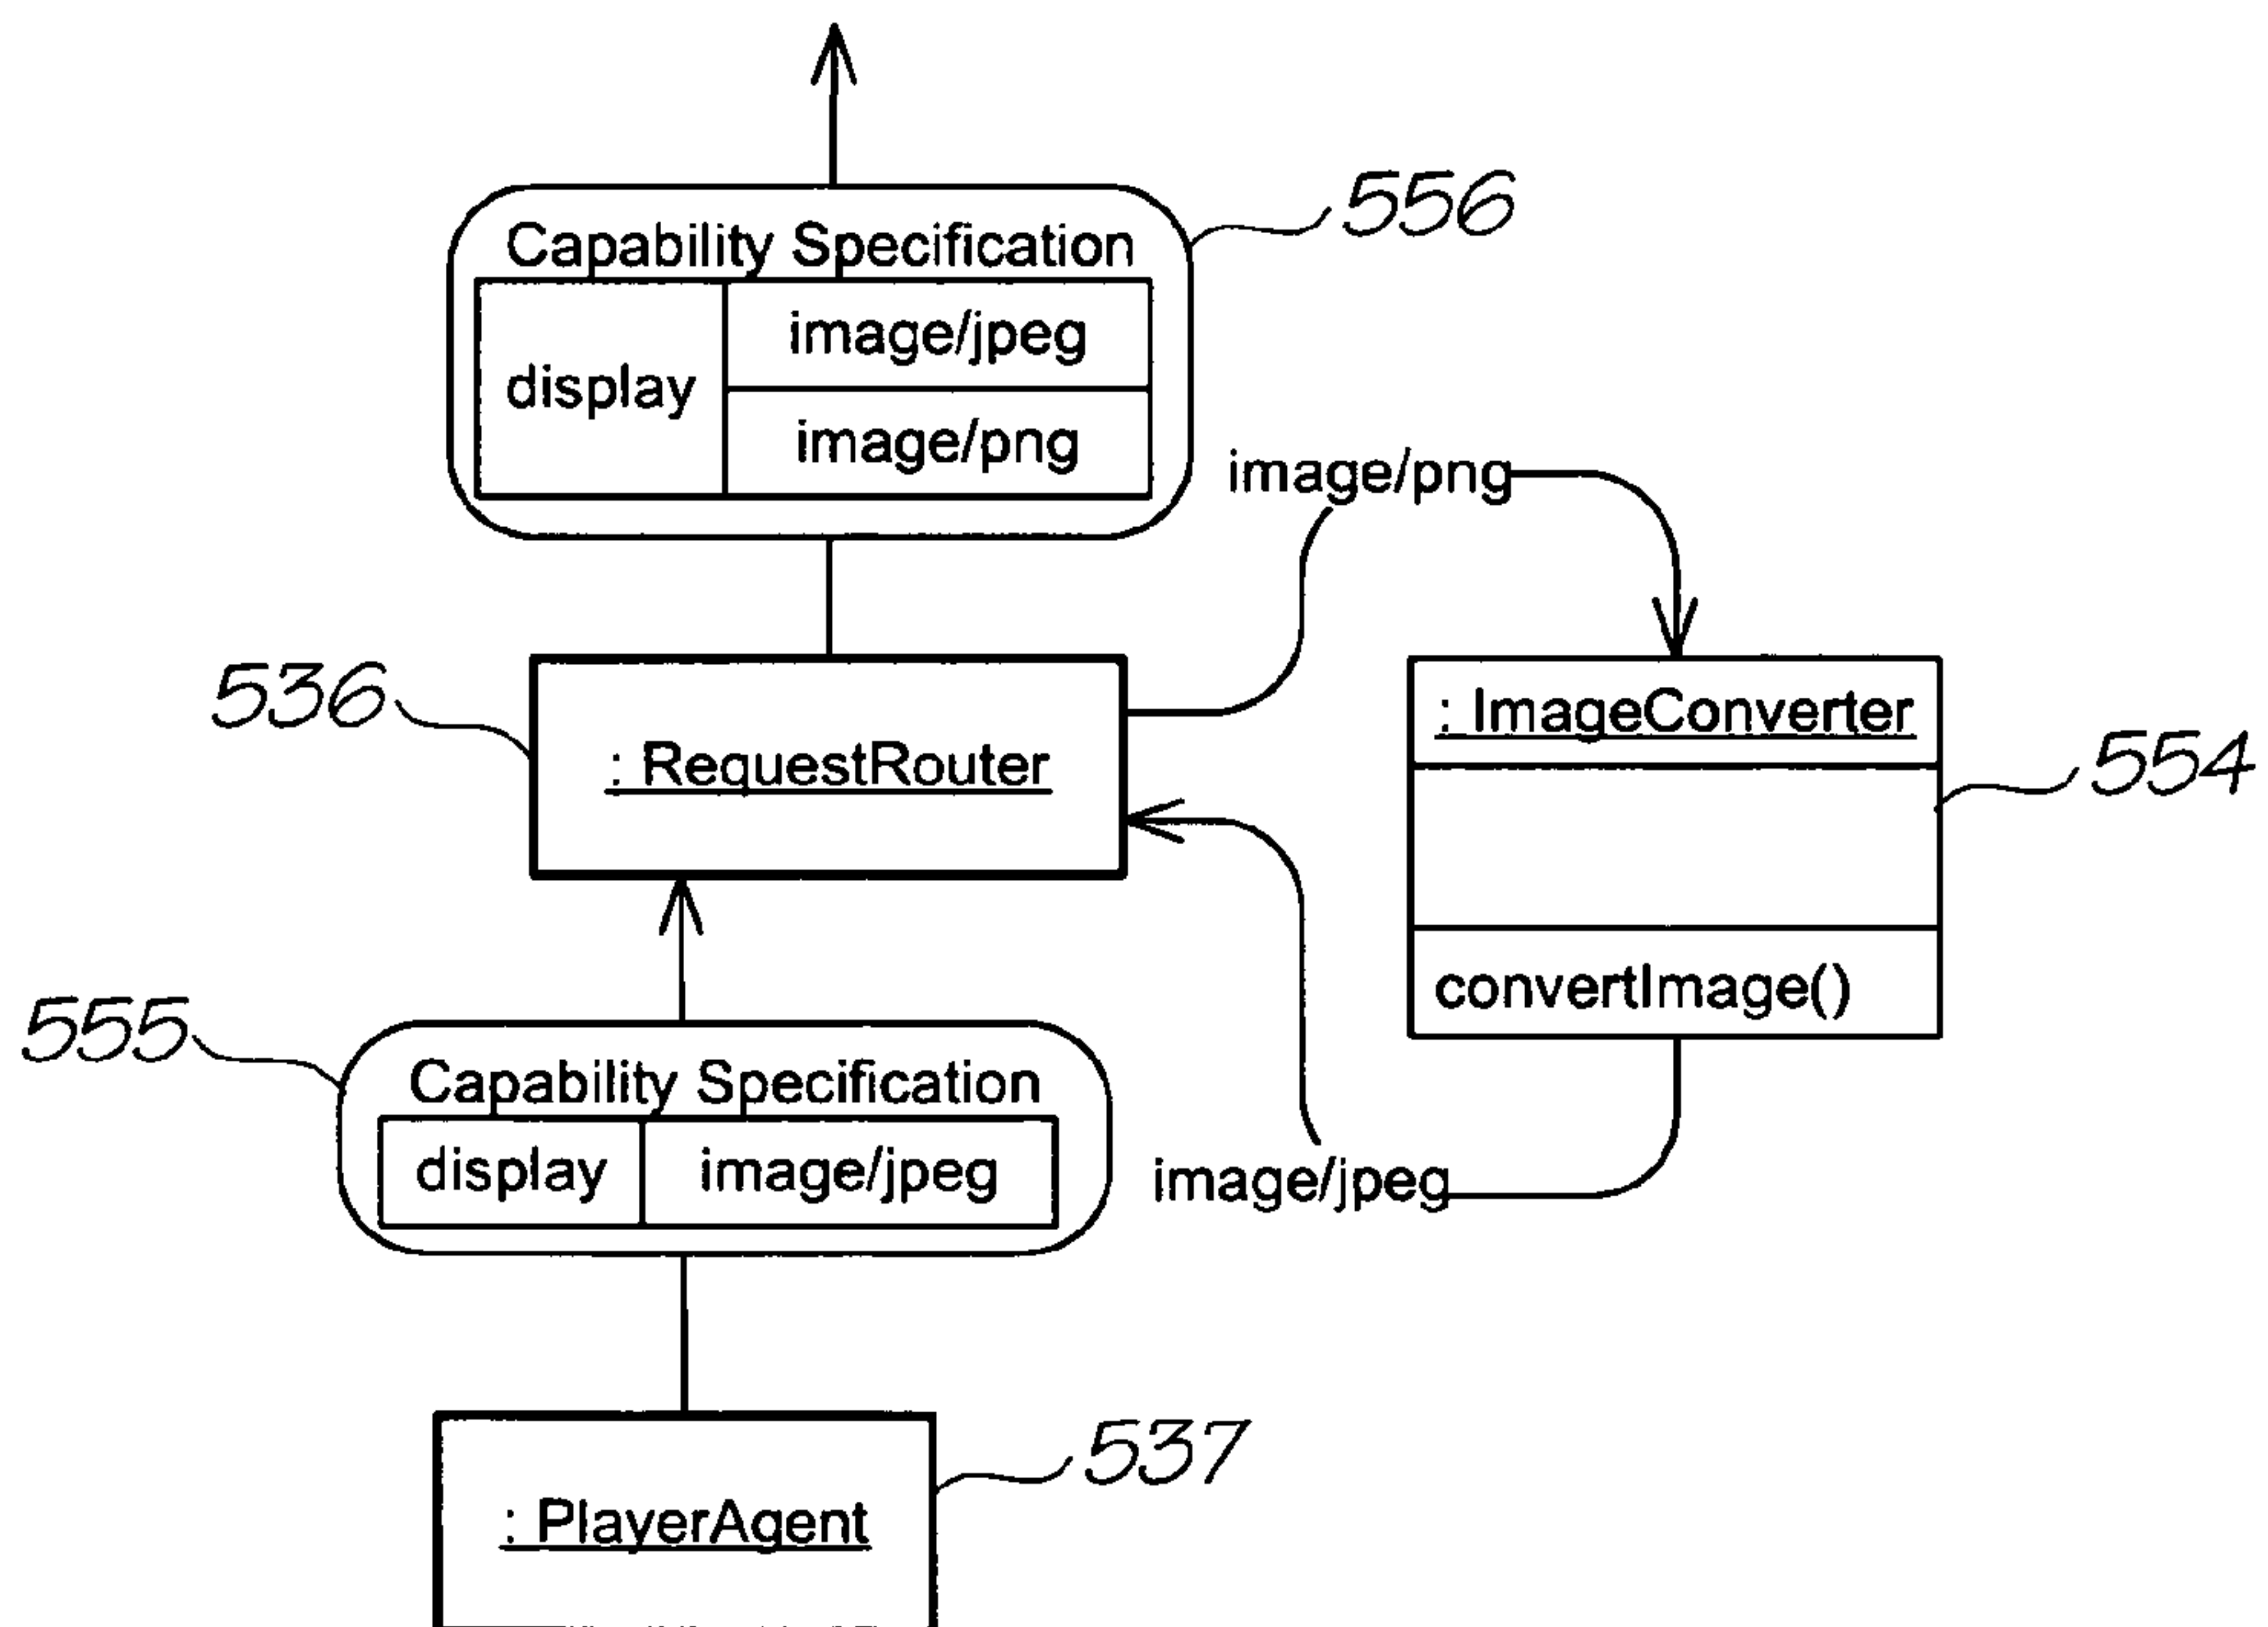 556
Capability Specification
display
image/jpeg
image/png
image/png
536
: RequestRouter
: ImageConverter
554
convertImage()
555
Capability Specification
display
image/jpeg
image/jpeg
537
: PlayerAgent